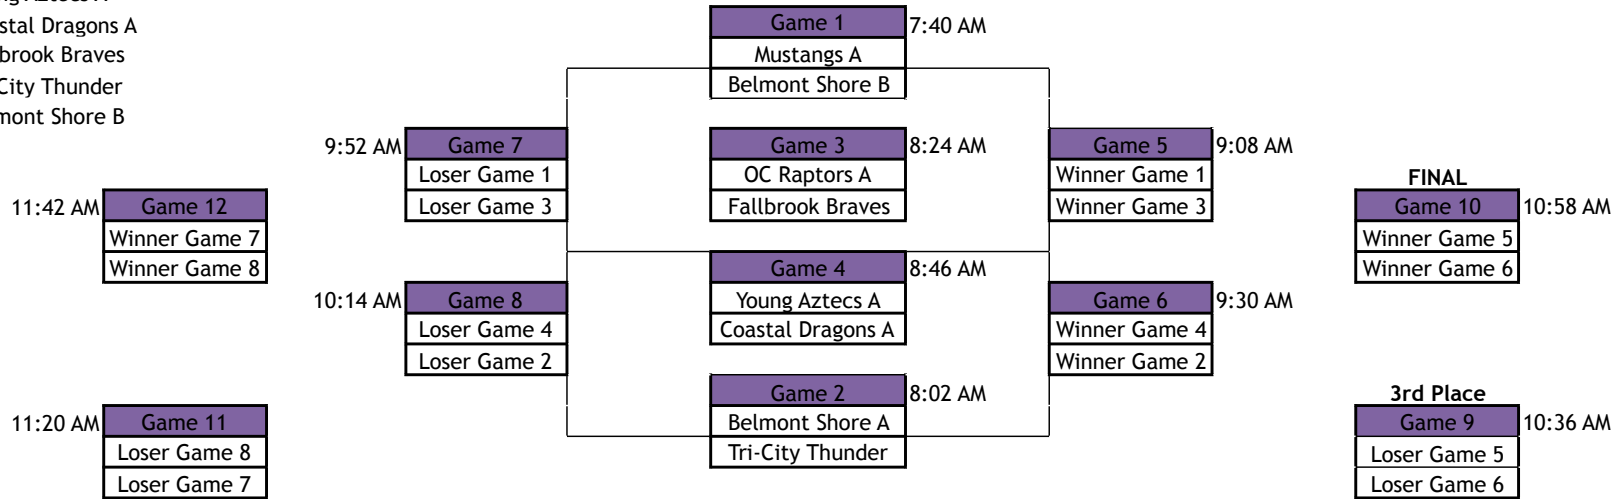 stal Dragons A
brook Braves
City Thunder
mont Shore B
Game 1 7:40 AM
Mustangs A
Belmont Shore B
9:52 AM Game 7
Loser Game 1
Loser Game 3
Game 3 8:24 AM
OC Raptors A
Fallbrook Braves
Game 5 9:08 AM
Winner Game 1
Winner Game 3
11:42 AM Game 12
Winner Game 7
Winner Game 8
FINAL
Game 10 10:58 AM
Winner Game 5
Winner Game 6
10:14 AM Game 8
Loser Game 4
Loser Game 2
Game 4 8:46 AM
Young Aztecs A
Coastal Dragons A
Game 6 9:30 AM
Winner Game 4
Winner Game 2
Game 2 8:02 AM
Belmont Shore A
Tri-City Thunder
11:20 AM Game 11
Loser Game 8
Loser Game 7
3rd Place
Game 9 10:36 AM
Loser Game 5
Loser Game 6